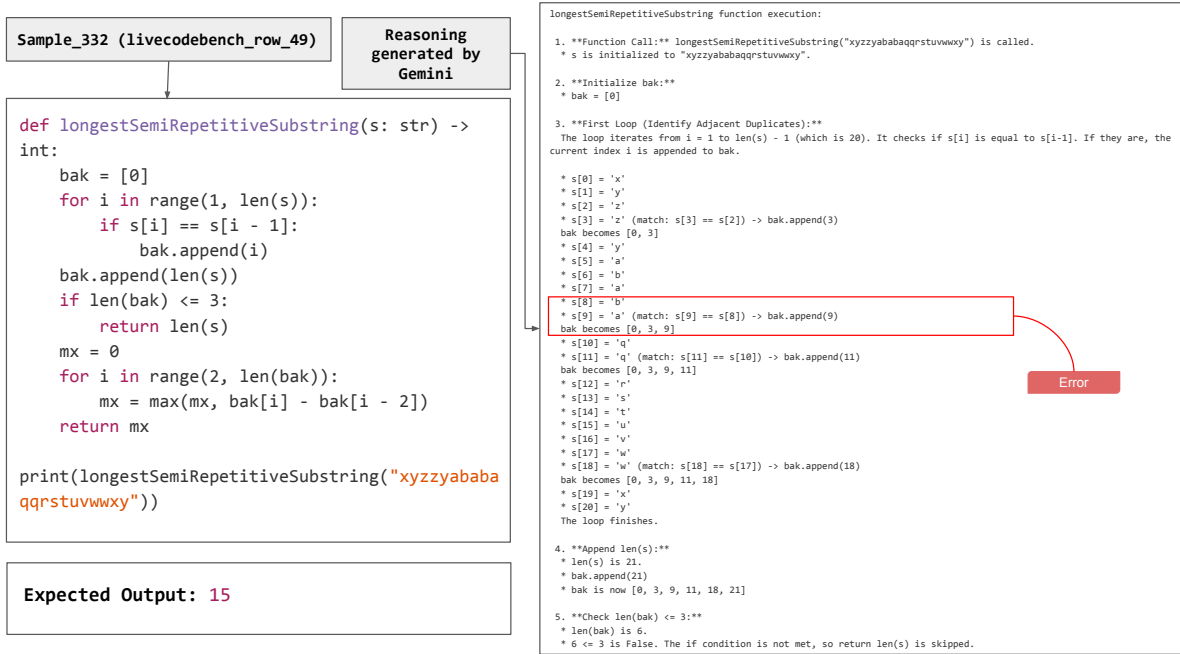 Sample_332 (livecodebench_row_49)
Reasoning
generated by
Gemini
def longestSemiRepetitiveSubstring(s: str) ->
int:
    bak = [0]
    for i in range(1, len(s)):
        if s[i] == s[i - 1]:
            bak.append(i)
    bak.append(len(s))
    if len(bak) <= 3:
        return len(s)
    mx = 0
    for i in range(2, len(bak)):
        mx = max(mx, bak[i] - bak[i - 2])
    return mx
print(longestSemiRepetitiveSubstring("xyzzyababa
qqrstuvwwxy"))
Expected Output: 15
longestSemiRepetitiveSubstring function execution:
1. **Function Call:** longestSemiRepetitiveSubstring("xyzzyababaqqrstuvwwxy") is called.
* s is initialized to "xyzzyababaqqrstuvwwxy".
2. **Initialize bak:**
* bak = [0]
3. **First Loop (Identify Adjacent Duplicates):**
The loop iterates from i = 1 to len(s) - 1 (which is 20). It checks if s[i] is equal to s[i-1]. If they are, the
current index i is appended to bak.
* s[0] = 'x'
* s[1] = 'y'
* s[2] = 'z'
* s[3] = 'z' (match: s[3] == s[2]) -> bak.append(3)
bak becomes [0, 3]
* s[4] = 'y'
* s[5] = 'a'
* s[6] = 'b'
* s[7] = 'a'
* s[8] = 'b'
* s[9] = 'a' (match: s[9] == s[8]) -> bak.append(9)
bak becomes [0, 3, 9]
* s[10] = 'q'
* s[11] = 'q' (match: s[11] == s[10]) -> bak.append(11)
bak becomes [0, 3, 9, 11]
* s[12] = 'r'
* s[13] = 's'
* s[14] = 't'
* s[15] = 'u'
* s[16] = 'v'
* s[17] = 'w'
* s[18] = 'w' (match: s[18] == s[17]) -> bak.append(18)
bak becomes [0, 3, 9, 11, 18]
* s[19] = 'x'
* s[20] = 'y'
The loop finishes.
4. **Append len(s):**
* len(s) is 21.
* bak.append(21)
* bak is now [0, 3, 9, 11, 18, 21]
5. **Check len(bak) <= 3:**
* len(bak) is 6.
* 6 <= 3 is False. The if condition is not met, so return len(s) is skipped.
Error